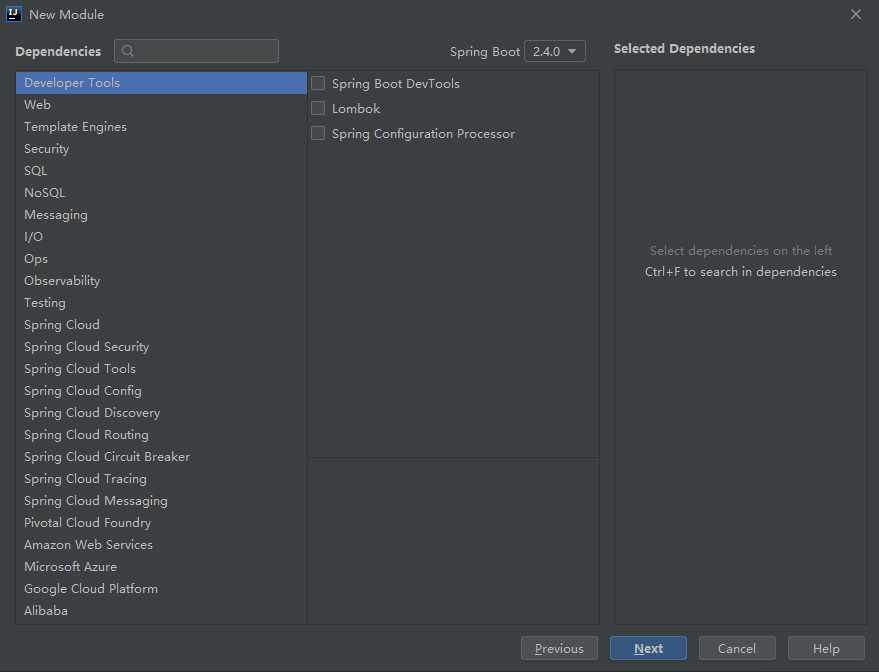 IJ New Module
Dependencies
Spring Boot 2.4.0
Selected Dependencies
Developer Tools
Web
Template Engines
Security
SQL
NoSQL
Messaging
I/O
Ops
Observability
Testing
Spring Cloud
Spring Cloud Security
Spring Cloud Tools
Spring Cloud Config
Spring Cloud Discovery
Spring Cloud Routing
Spring Cloud Circuit Breaker
Spring Cloud Tracing
Spring Cloud Messaging
Pivotal Cloud Foundry
Amazon Web Services
Microsoft Azure
Google Cloud Platform
Alibaba
Spring Boot DevTools
Lombok
Spring Configuration Processor
Select dependencies on the left
Ctrl+F to search in dependencies
Previous
Next
Cancel
Help